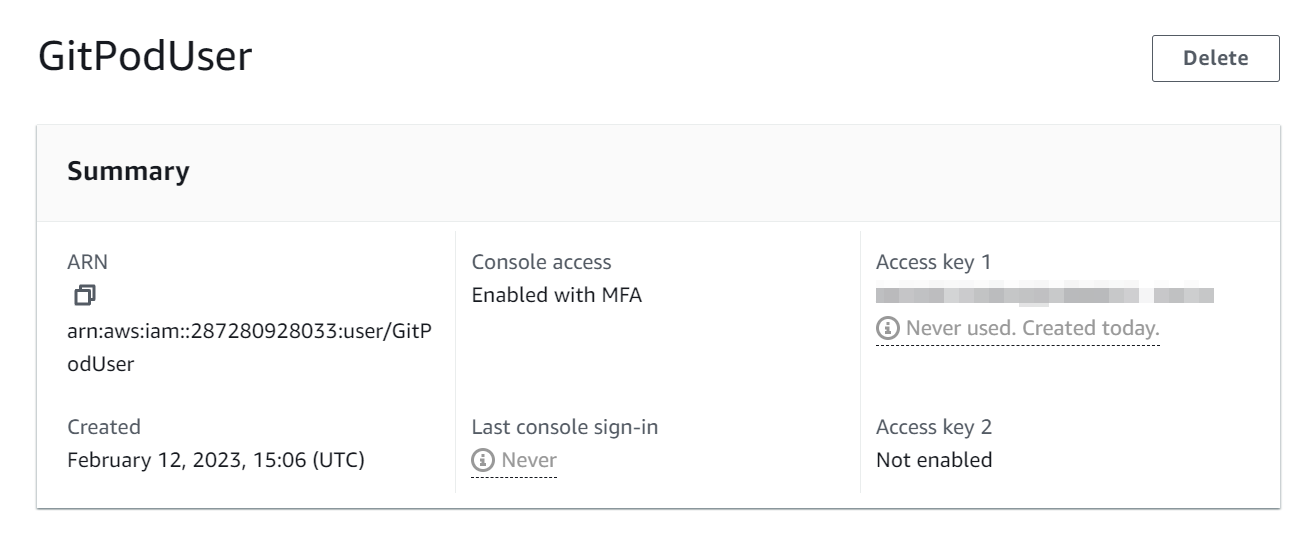 GitPodUser
Delete
Summary
ARN
arn:aws:iam::287280928033:user/GitP
odUser
Created
February 12, 2023, 15:06 (UTC)
Console access
Enabled with MFA
Last console sign-in
Never
Access key 1
Never used. Created today.
Access key 2
Not enabled